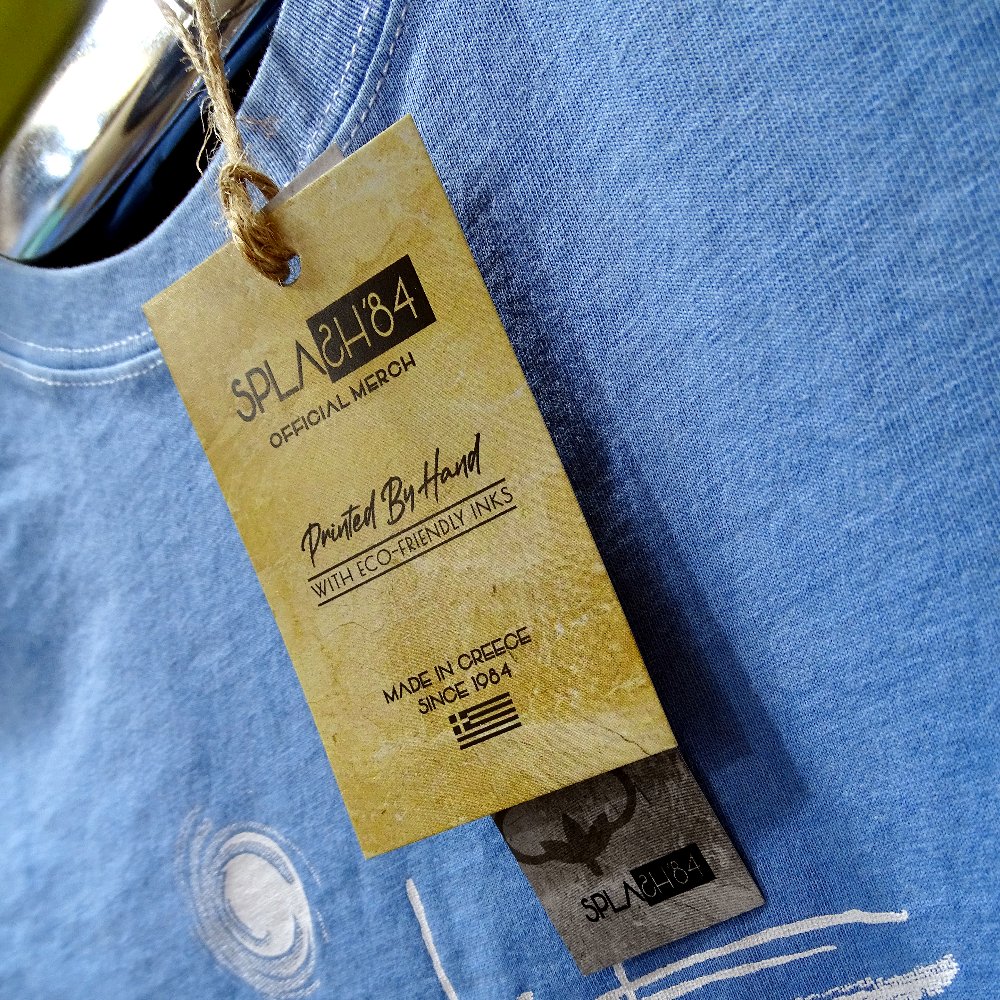 SPLASH'84
OFFICIAL MERCH
Printed By Hand
WITH ECO-FRIENDLY INKS
MADE IN GREECE
SINCE 1984
SPLASH'84